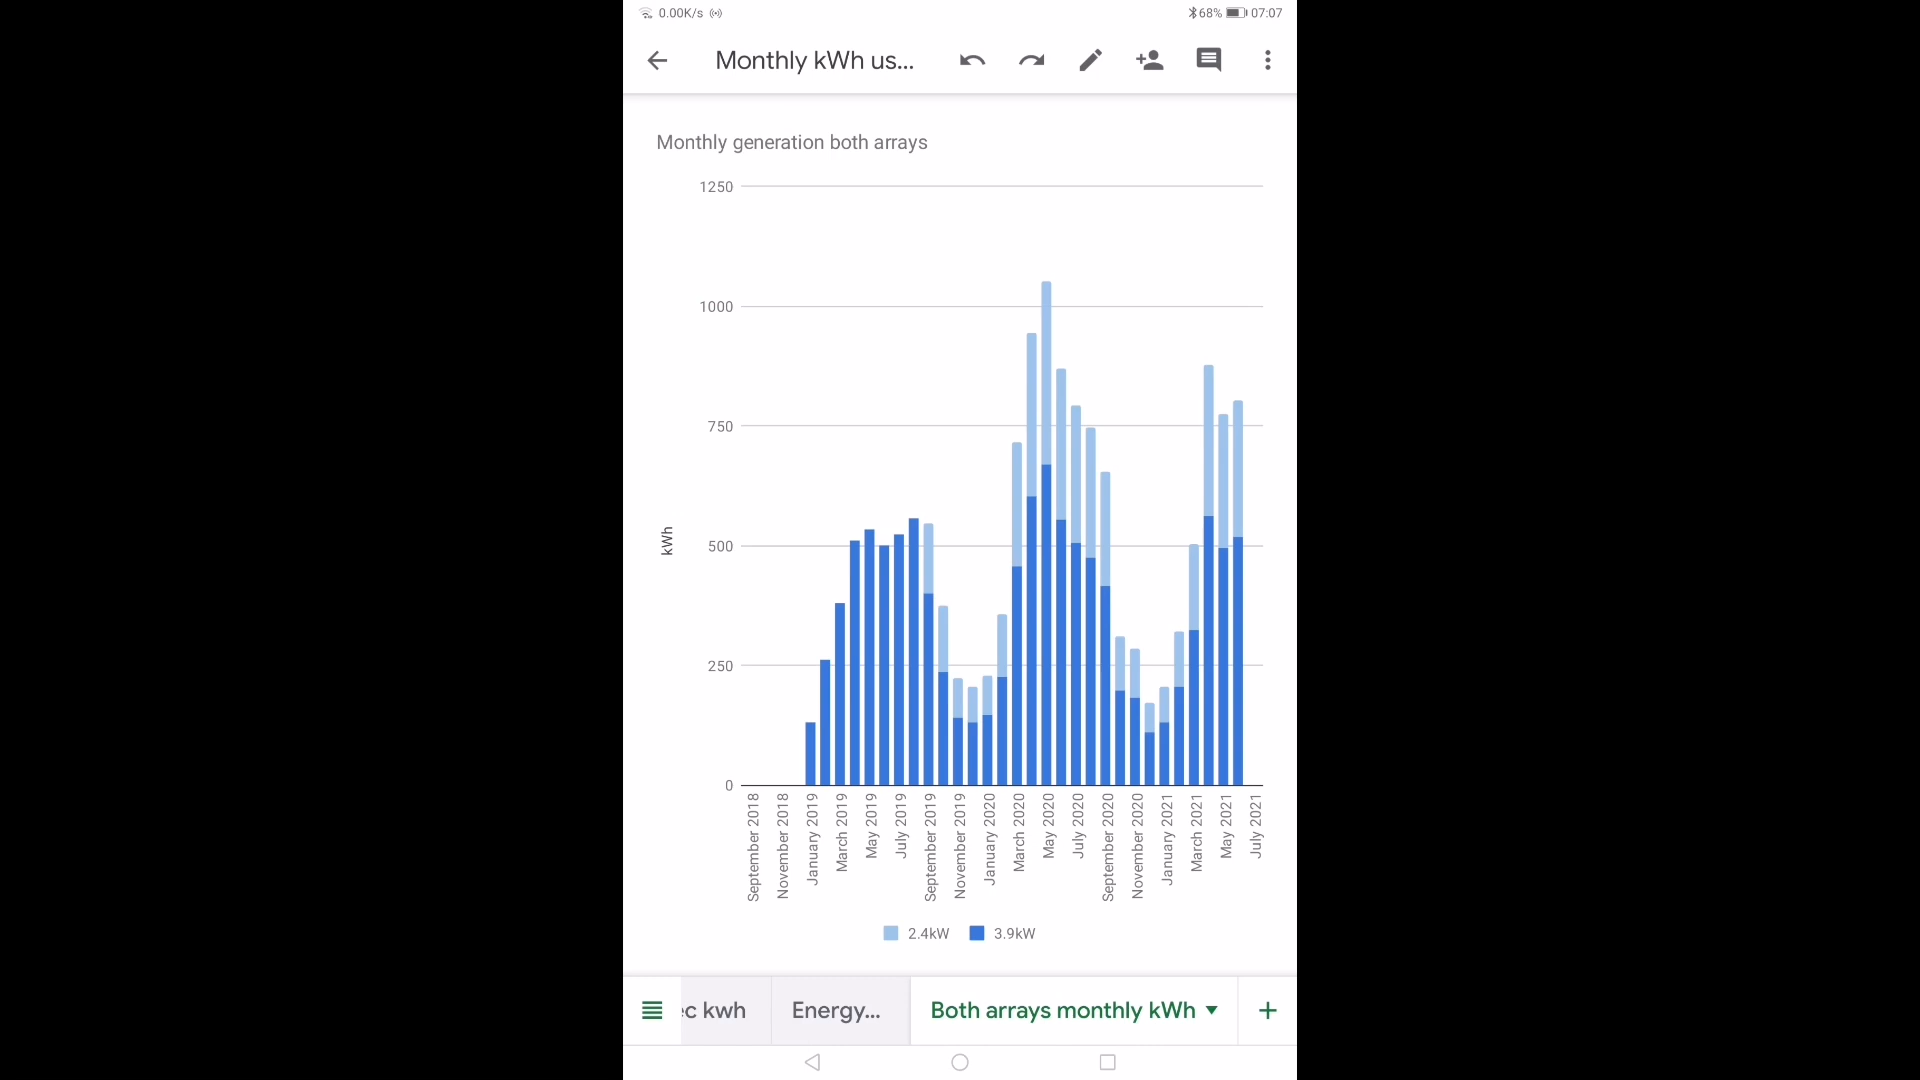 0.00K/s
68% 07:07
Monthly kWh us...
Monthly generation both arrays
1250
1000
750
500
250
0
kWh
September 2018
November 2018
January 2019
March 2019
May 2019
July 2019
September 2019
November 2019
January 2020
March 2020
May 2020
July 2020
September 2020
November 2020
January 2021
March 2021
May 2021
July 2021
2.4kW 3.9kW
ec kwh Energy... Both arrays monthly kWh